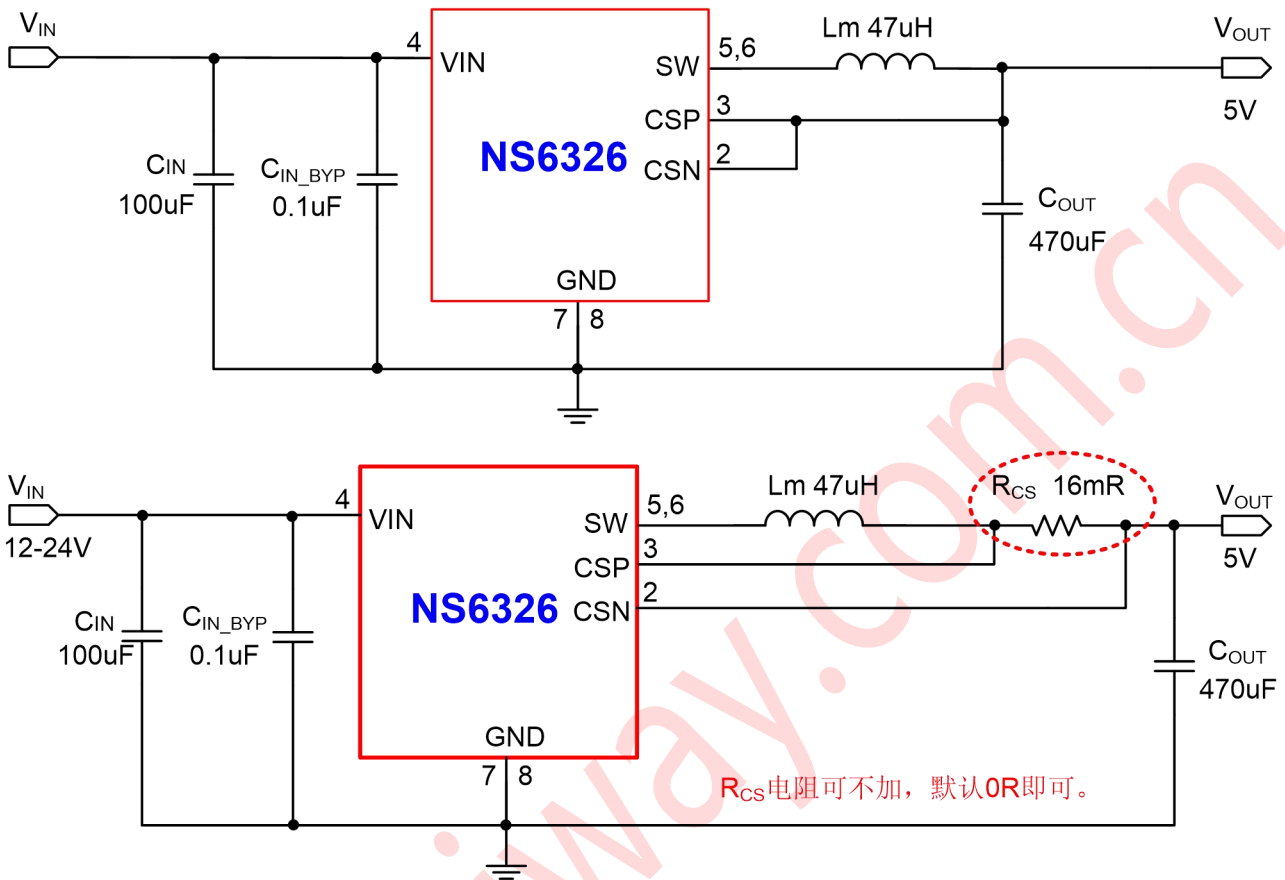 VIN
4
VIN
CIN
100uF
CIN_BYP
0.1uF
NS6326
SW
5,6
CSP
3
CSN
2
GND
7
8
Lm 47uH
VOUT
5V
COUT
470uF
VIN
12-24V
4
VIN
CIN
100uF
CIN_BYP
0.1uF
NS6326
SW
5,6
CSP
3
CSN
2
GND
7
8
Lm 47uH
RCS 16mR
VOUT
5V
COUT
470uF
RCS电阻可不加，默认0R即可。
way.com.cn